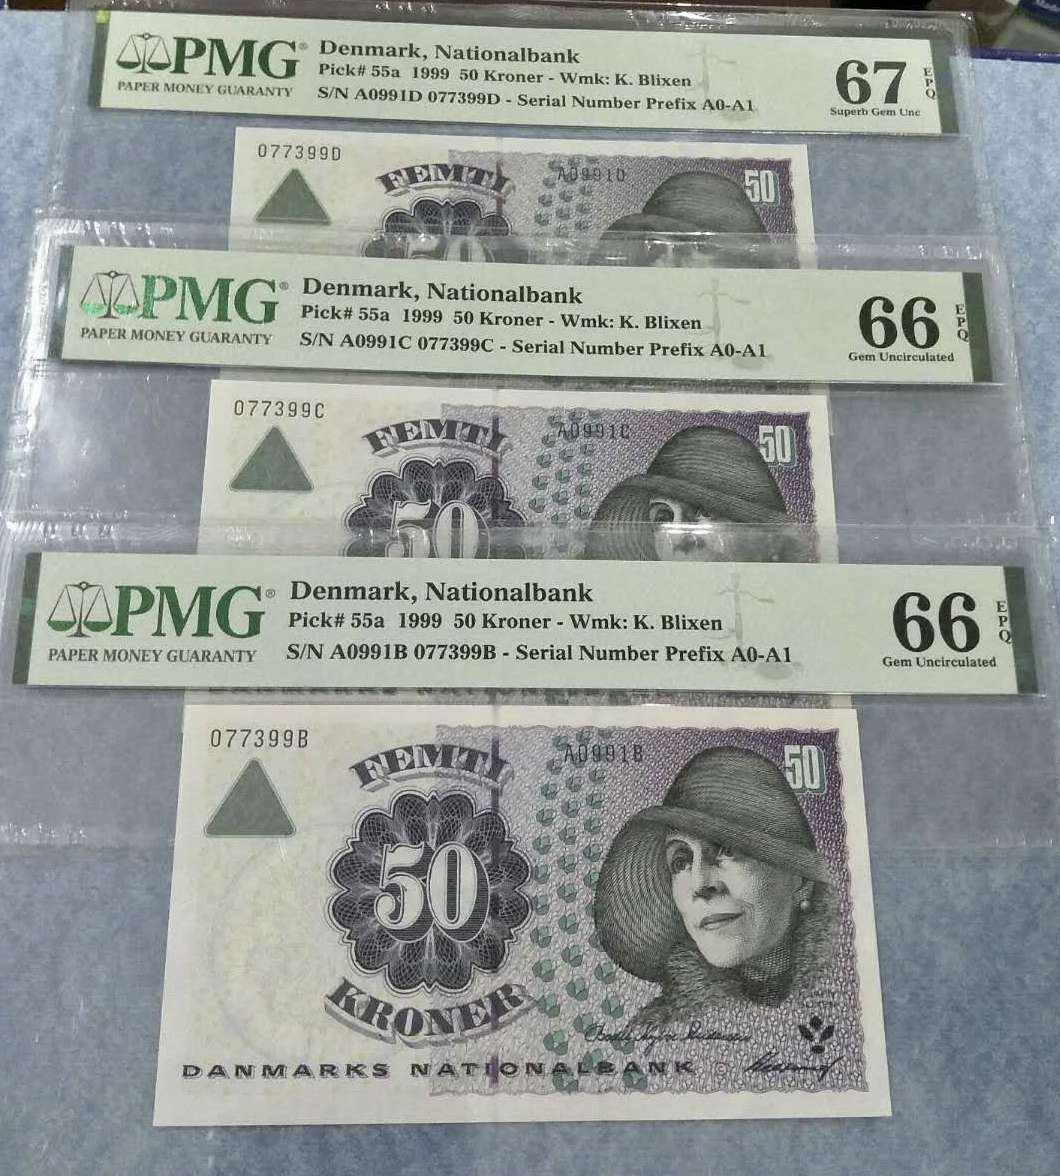 PMG®
PAPER MONEY GUARANTY
Denmark, Nationalbank
Pick# 55a 1999 50 Kroner - Wmk: K. Blixen
S/N A0991D 077399D - Serial Number Prefix A0-A1
67
EPQ
Superb Gem Unc
077399D
FEMTI
A0991D
50
50
PMG®
PAPER MONEY GUARANTY
Denmark, Nationalbank
Pick# 55a 1999 50 Kroner - Wmk: K. Blixen
S/N A0991C 077399C - Serial Number Prefix A0-A1
66
EPQ
Gem Uncirculated
077399C
FEMTI
A0991C
50
50
PMG®
PAPER MONEY GUARANTY
Denmark, Nationalbank
Pick# 55a 1999 50 Kroner - Wmk: K. Blixen
S/N A0991B 077399B - Serial Number Prefix A0-A1
66
EPQ
Gem Uncirculated
DANMARKS NATIONALBANK
077399B
FEMTI
A0991B
50
50
KRONER
DANMARKS NATIONALBANK